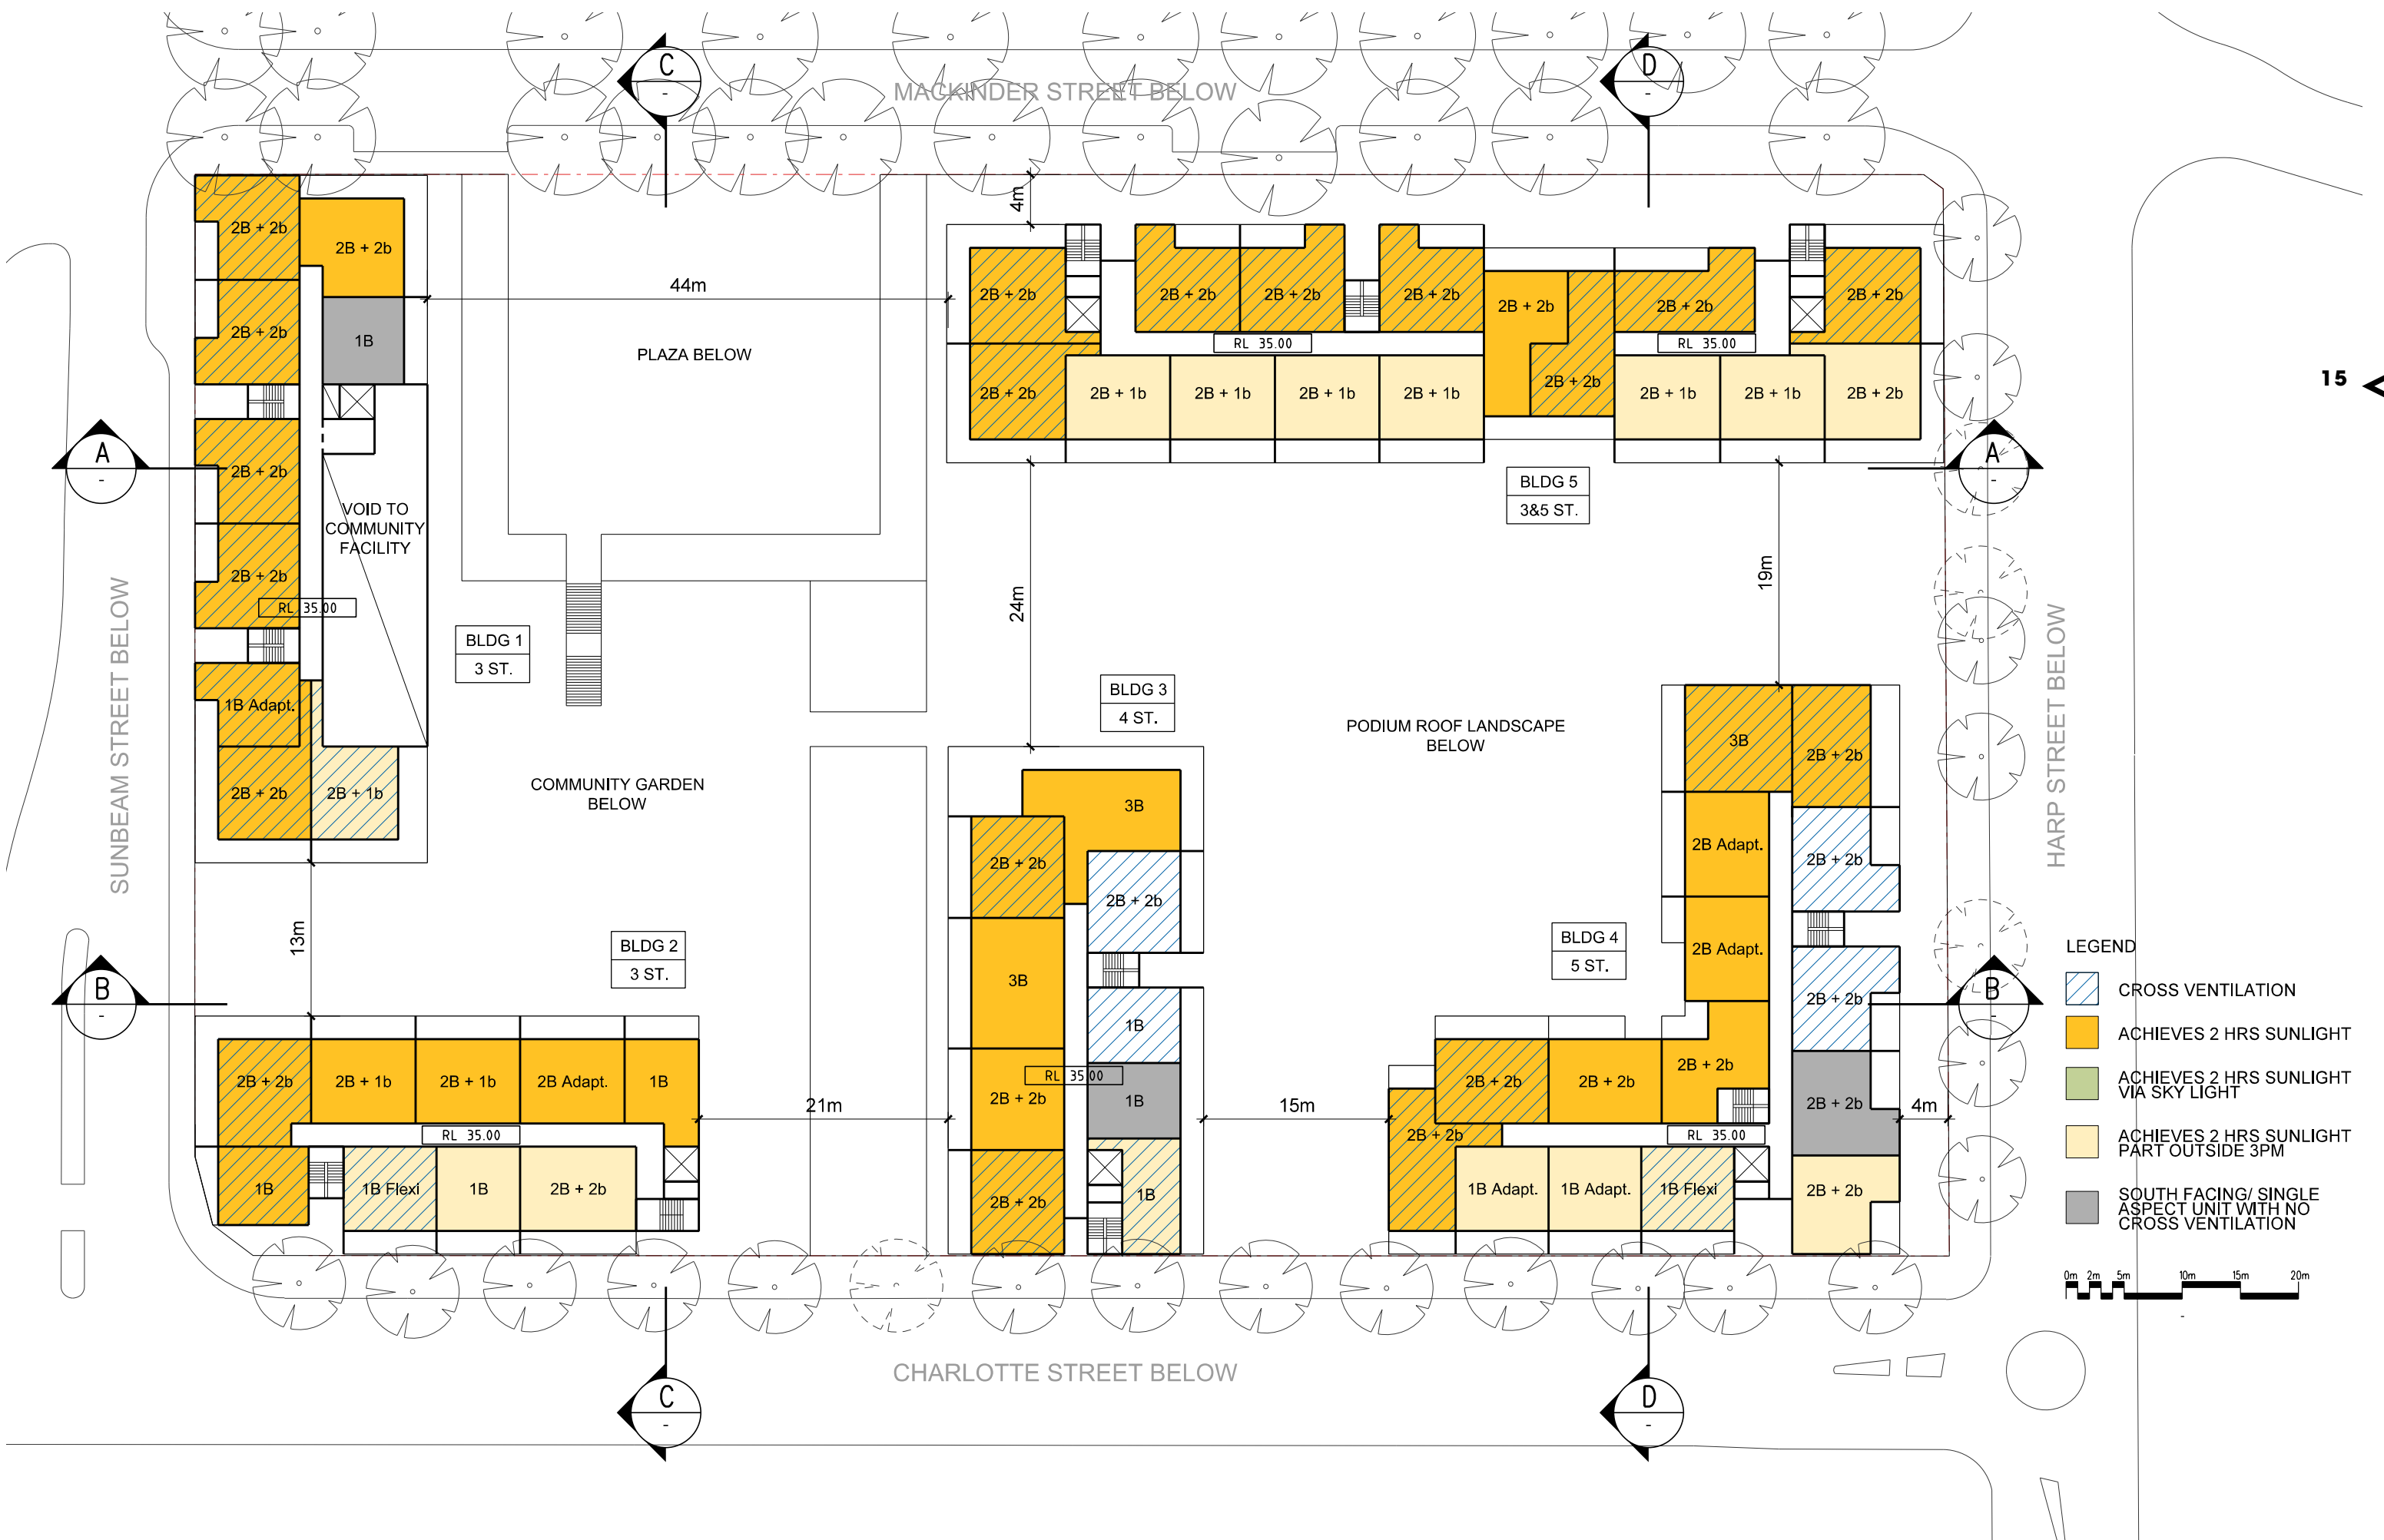 C
-
D
-
MACKINDER STREET BELOW
4m
2B + 2b
2B + 2b
44m
2B + 2b
2B + 2b
2B + 2b
2B + 2b
2B + 2b
2B + 2b
2B + 2b
2B + 2b
1B
PLAZA BELOW
RL 35.00
RL 35.00
15
2B + 2b
2B + 1b
2B + 1b
2B + 1b
2B + 1b
2B + 2b
2B + 1b
2B + 1b
2B + 2b
A
-
2B + 2b
A
-
BLDG 5
3&5 ST.
VOID TO
COMMUNITY
FACILITY
2B + 2b
RL 35.00
24m
19m
SUNBEAM STREET BELOW
HARP STREET BELOW
BLDG 1
3 ST.
BLDG 3
4 ST.
1B Adapt.
PODIUM ROOF LANDSCAPE
BELOW
3B
2B + 2b
2B + 2b
2B + 1b
COMMUNITY GARDEN
BELOW
3B
2B Adapt.
2B + 2b
2B + 2b
2B + 2b
13m
BLDG 2
3 ST.
BLDG 4
5 ST.
2B Adapt.
LEGEND
B
-
3B
1B
2B + 2b
B
-
CROSS VENTILATION
ACHIEVES 2 HRS SUNLIGHT
ACHIEVES 2 HRS SUNLIGHT
VIA SKY LIGHT
ACHIEVES 2 HRS SUNLIGHT
PART OUTSIDE 3PM
SOUTH FACING/ SINGLE
ASPECT UNIT WITH NO
CROSS VENTILATION
2B + 2b
2B + 1b
2B + 1b
2B Adapt.
1B
21m
RL 35.00
2B + 2b
1B
15m
2B + 2b
2B + 2b
2B + 2b
2B + 2b
4m
RL 35.00
2B + 2b
RL 35.00
1B
1B Flexi
1B
2B + 2b
2B + 2b
1B
1B Adapt.
1B Adapt.
1B Flexi
2B + 2b
0m 2m 5m 10m 15m 20m
-
CHARLOTTE STREET BELOW
C
-
D
-